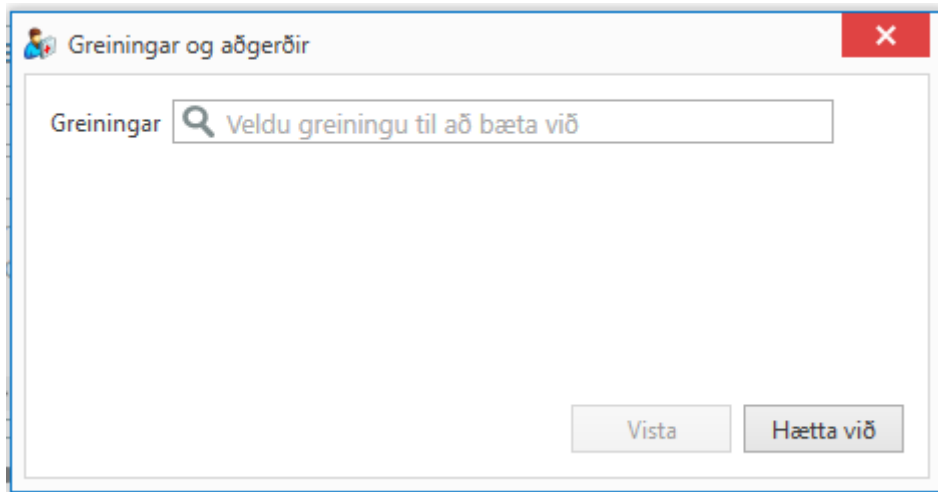 Greiningar og aðgerðir
Greiningar Veldu greiningu til að bæta við
Vista Hætta við